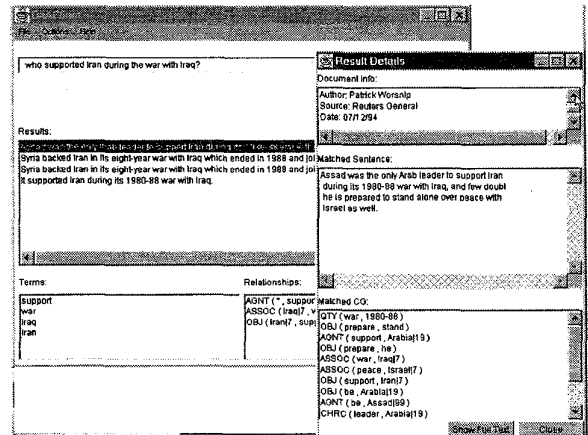 File Options Help
who supported Iran during the war with Iraq?
Results:
Syria backed Iran in its eight-year war with Iraq which ended in 1988 and joi
Syria backed Iran in its eight-year war with Iraq which ended in 1988 and joi
It supported Iran during its 1980-88 war with Iraq.
Terms:
support
war
Iraq
Iran
Relationships:
AGNT ( * , suppor
ASSOC ( Iraq|7 , w
OBJ ( Iran|7 , sup
Result Details
Document info:
Author: Patrick Worsnip
Source: Reuters General
Date: 07/12/94
Matched Sentence:
Assad was the only Arab leader to support Iran
during its 1980-88 war with Iraq, and few doubt
he is prepared to stand alone over peace with
Israel as well.
Matched CG:
QTY ( war , 1980-88 )
OBJ ( prepare , stand )
AGNT ( support , Arabia|19 )
OBJ ( prepare , he )
ASSOC ( war , Iraq|7 )
ASSOC ( peace , Israel|7 )
OBJ ( support , Iran|7 )
OBJ ( be , Arabia|19 )
AGNT ( be , Assad|99 )
CHRC ( leader , Arabia|19 )
Show Full Text
Close